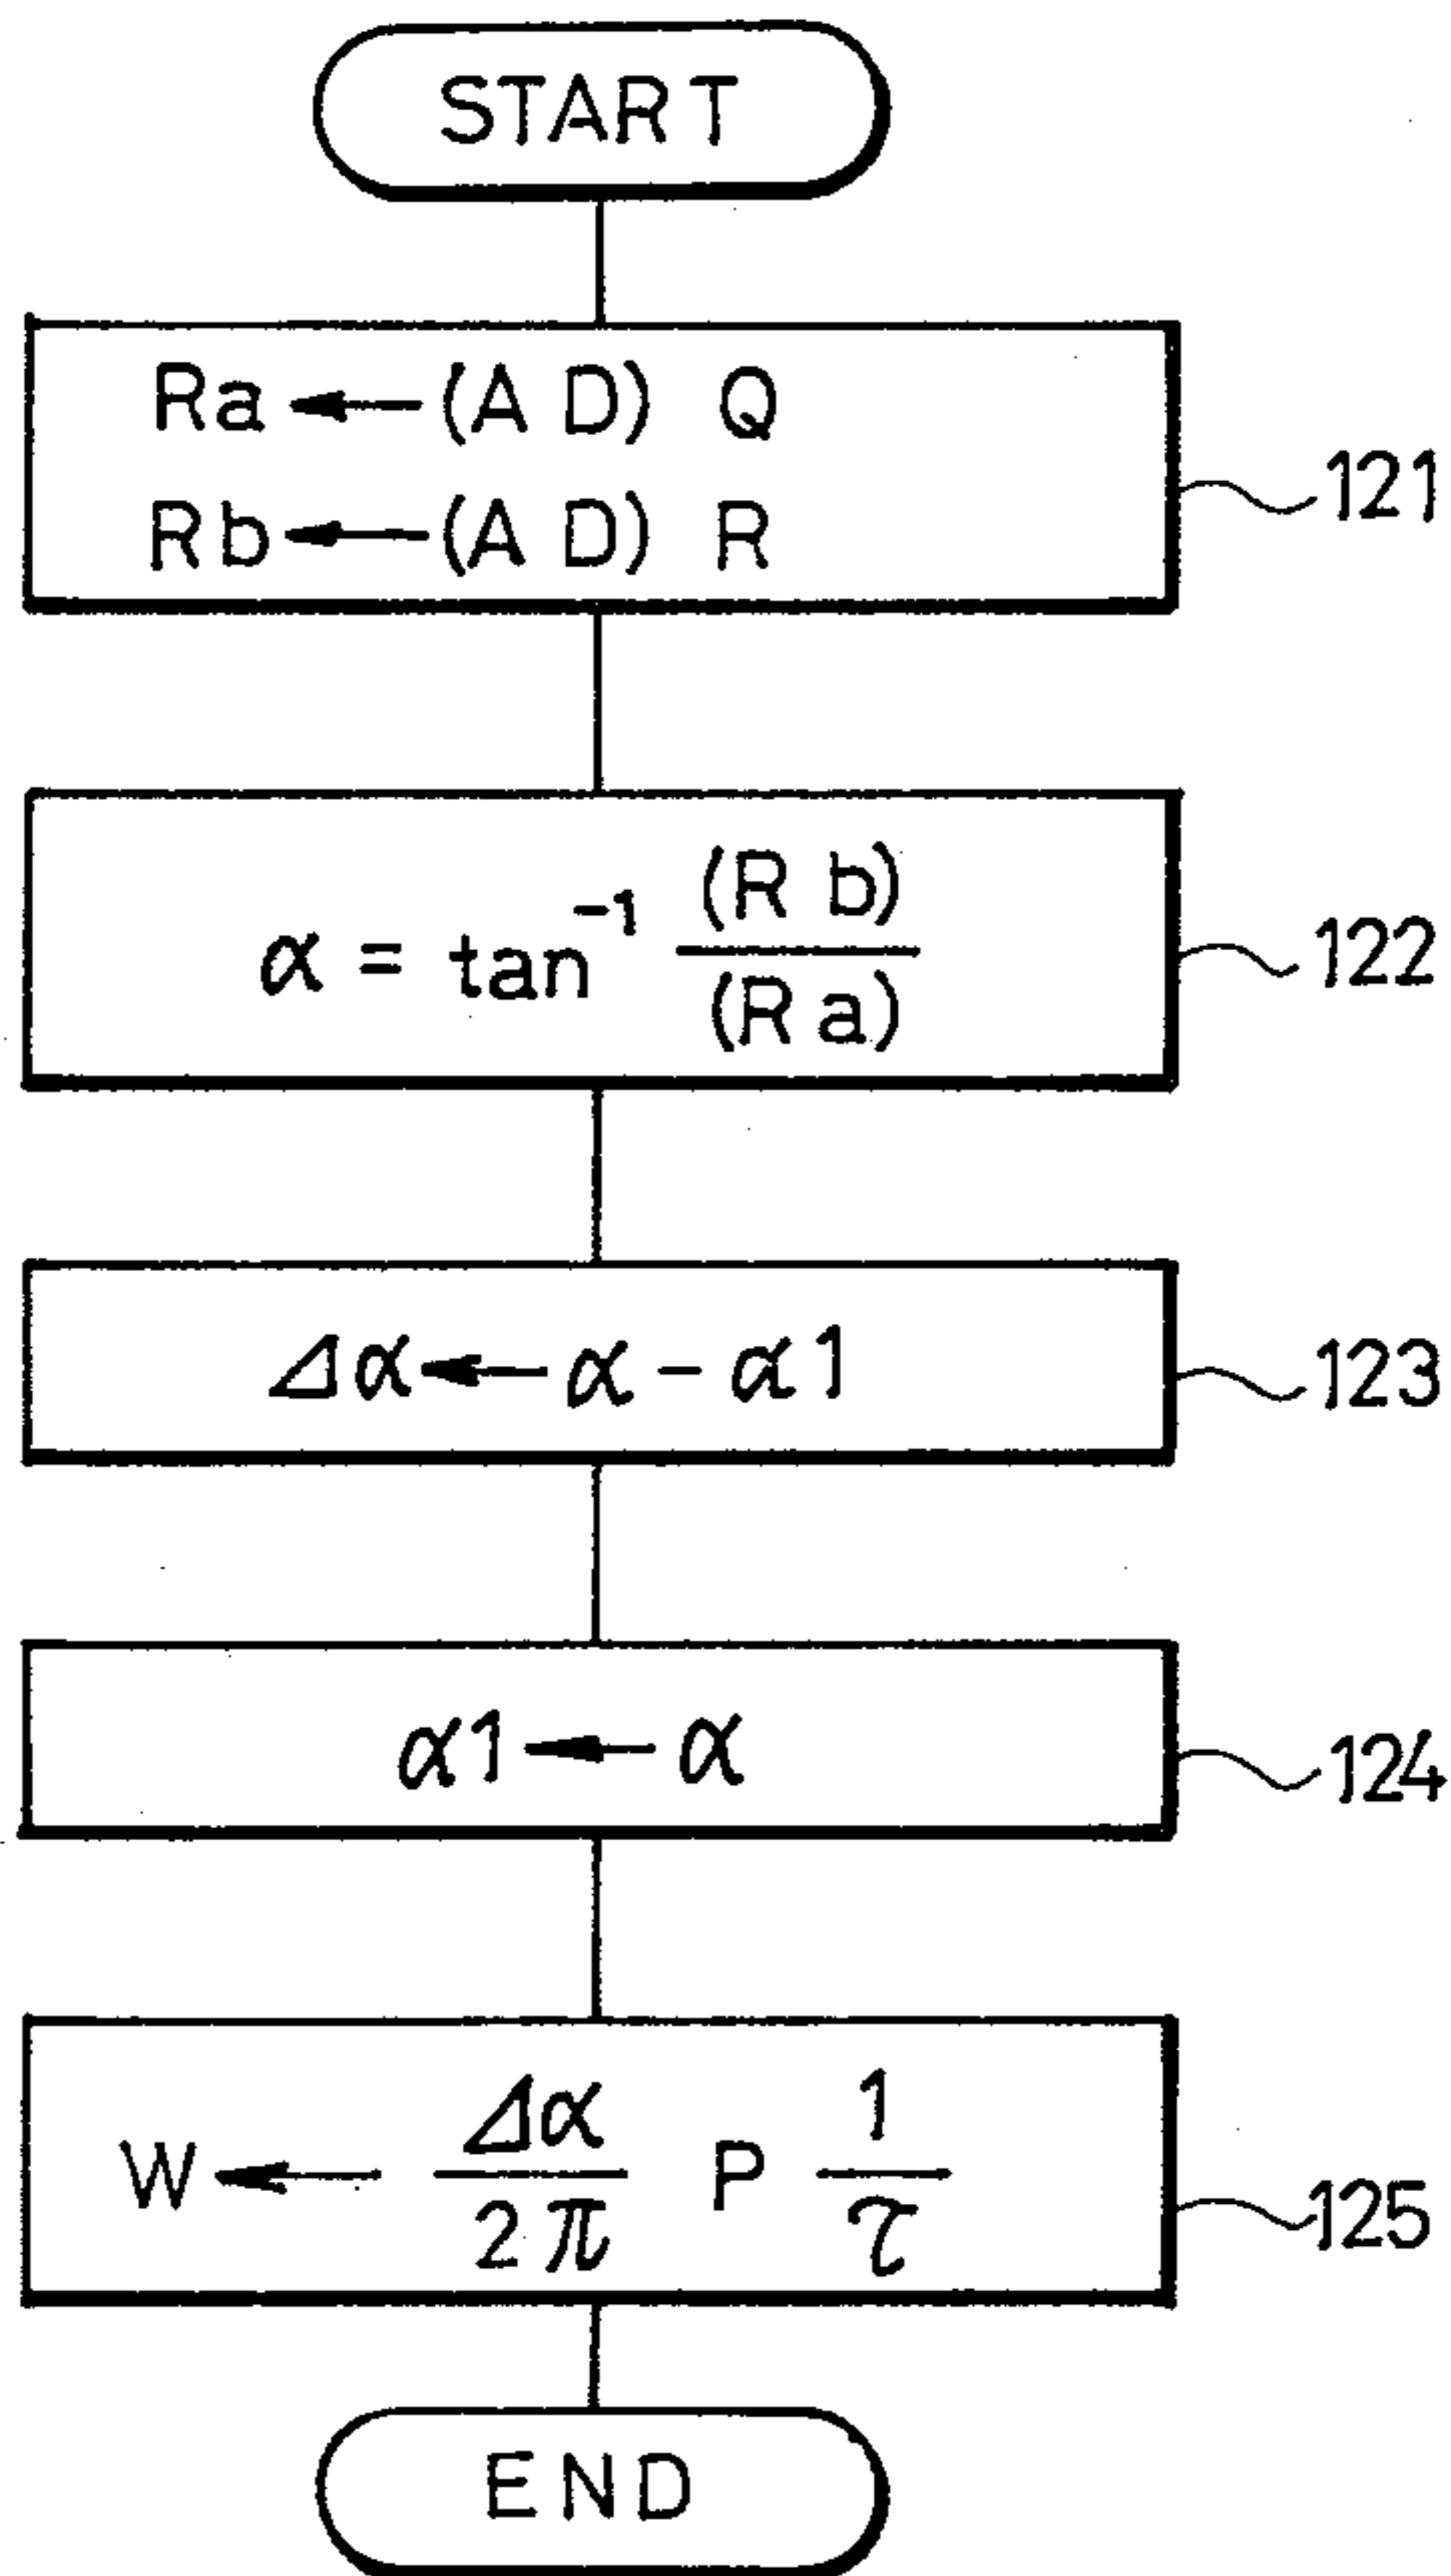 START
Ra ← (A D) Q
Rb ← (A D) R
121
α = tan⁻¹ (R b) / (R a)
122
Δα ← α − α1
123
α1 ← α
124
W ← Δα / 2π P 1 / τ
125
END